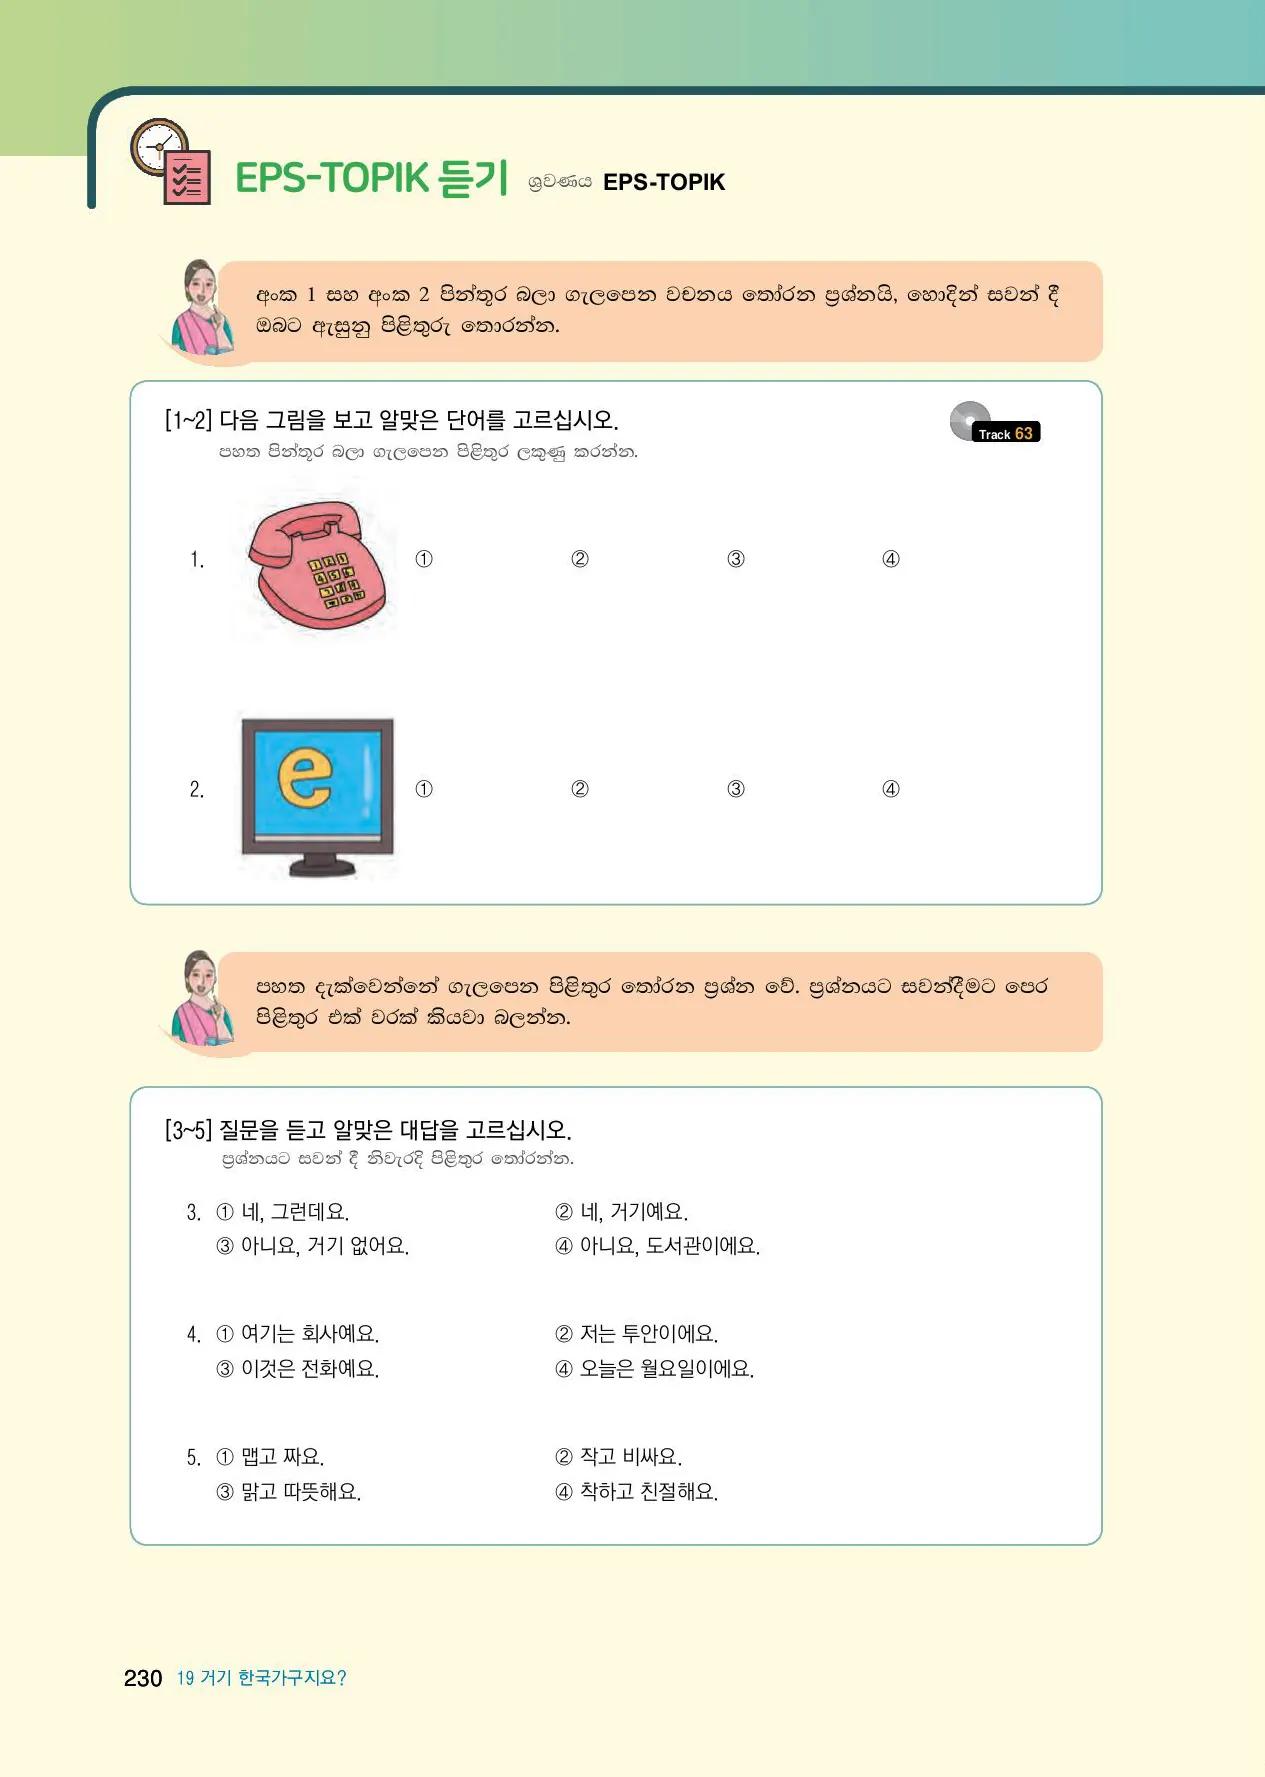 EPS-TOPIK 듣기 ශ්‍රවණය EPS-TOPIK
අංක 1 සහ අංක 2 පින්තූර බලා ගැලපෙන වචනය තෝරන ප්‍රශ්නයි, හොදින් සවන් දී
ඔබට ඇසුනු පිළිතුරු තොරන්න.
[1~2] 다음 그림을 보고 알맞은 단어를 고르십시오.
Track 63
පහත පින්තූර බලා ගැලපෙන පිළිතුර ලකුණු කරන්න.
1. ① ② ③ ④
2. ① ② ③ ④
පහත දැක්වෙන්නේ ගැලපෙන පිළිතුර තෝරන ප්‍රශ්න වේ. ප්‍රශ්නයට සවන්දීමට පෙර
පිළිතුර එක් වරක් කියවා බලන්න.
[3~5] 질문을 듣고 알맞은 대답을 고르십시오.
ප්‍රශ්නයට සවන් දී නිවැරදි පිළිතුර තෝරන්න.
3. ① 네, 그런데요. ② 네, 거기예요.
③ 아니요, 거기 없어요. ④ 아니요, 도서관이에요.
4. ① 여기는 회사예요. ② 저는 투안이에요.
③ 이것은 전화예요. ④ 오늘은 월요일이에요.
5. ① 맵고 짜요. ② 작고 비싸요.
③ 맑고 따뜻해요. ④ 착하고 친절해요.
230 19 거기 한국가구지요?